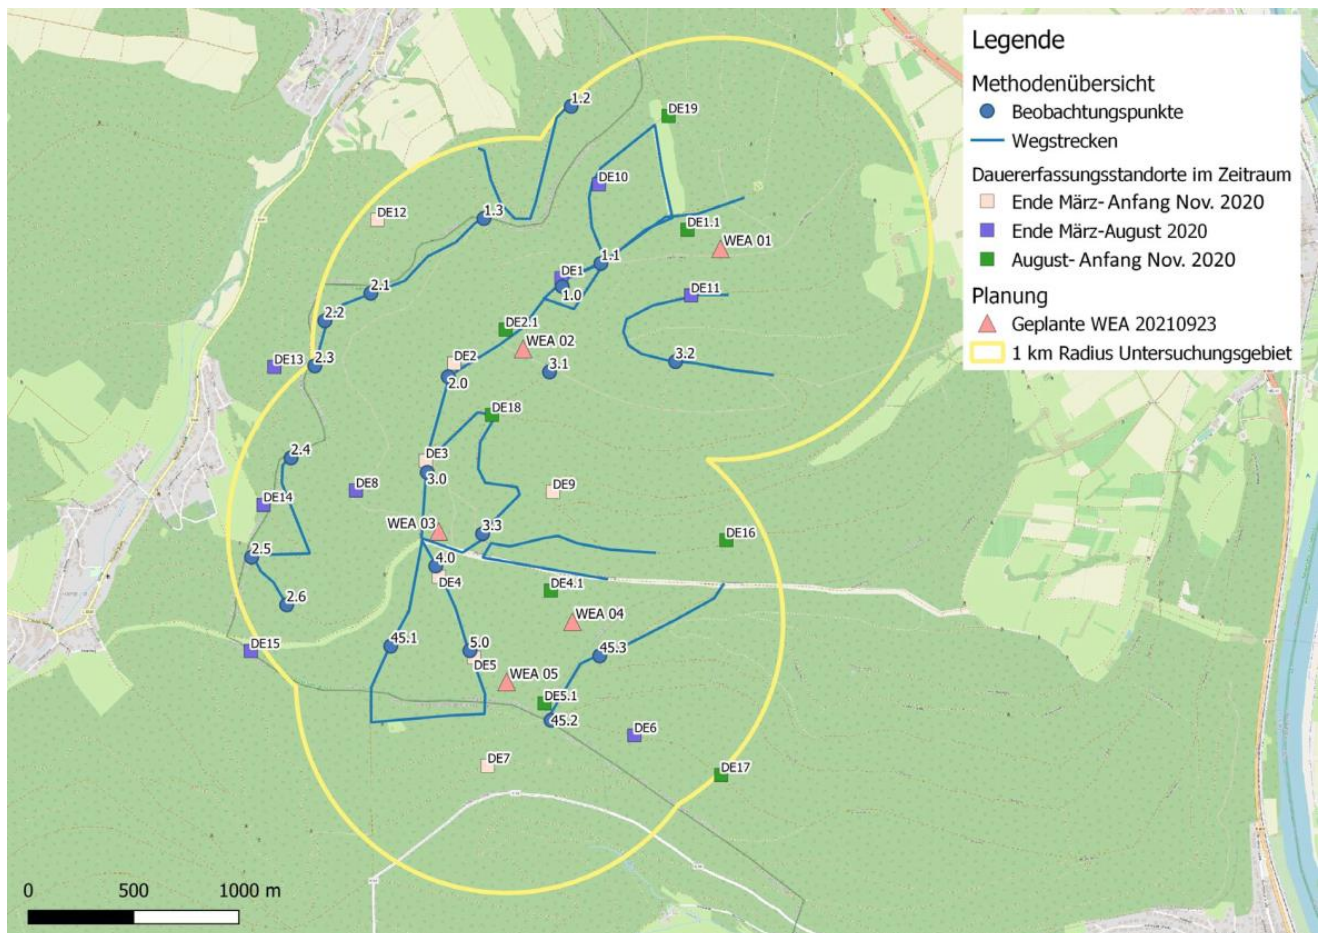 Legende
Methodenübersicht
Beobachtungspunkte
Wegstrecken
Dauererfassungsstandorte im Zeitraum
Ende März- Anfang Nov. 2020
Ende März-August 2020
August- Anfang Nov. 2020
Planung
Geplante WEA 20210923
1 km Radius Untersuchungsgebiet
1.2
DE19
DE10
DE12
1.3
DE1.1
WEA 01
1.1
DE1
1.0
2.1
DE11
2.2
DE2.1
WEA 02
DE13
2.3
DE2
2.0
3.1
3.2
DE18
2.4
DE3
3.0
DE8
DE9
DE14
WEA 03
3.3
DE16
2.5
4.0
DE4
DE4.1
2.6
WEA 04
45.1
5.0
45.3
DE15
DE5
WEA 05
DE5.1
45.2
DE6
DE7
DE17
0 500 1000 m